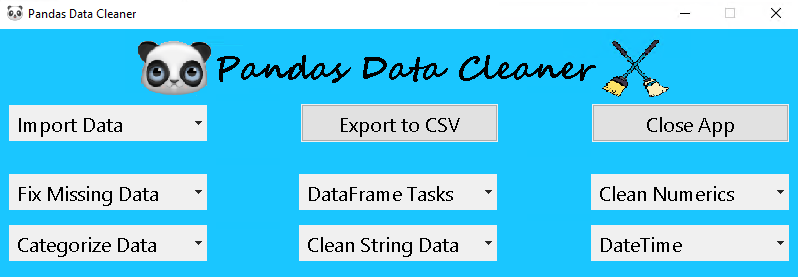 Pandas Data Cleaner
Pandas Data Cleaner
Import Data
Export to CSV
Close App
Fix Missing Data
DataFrame Tasks
Clean Numerics
Categorize Data
Clean String Data
DateTime